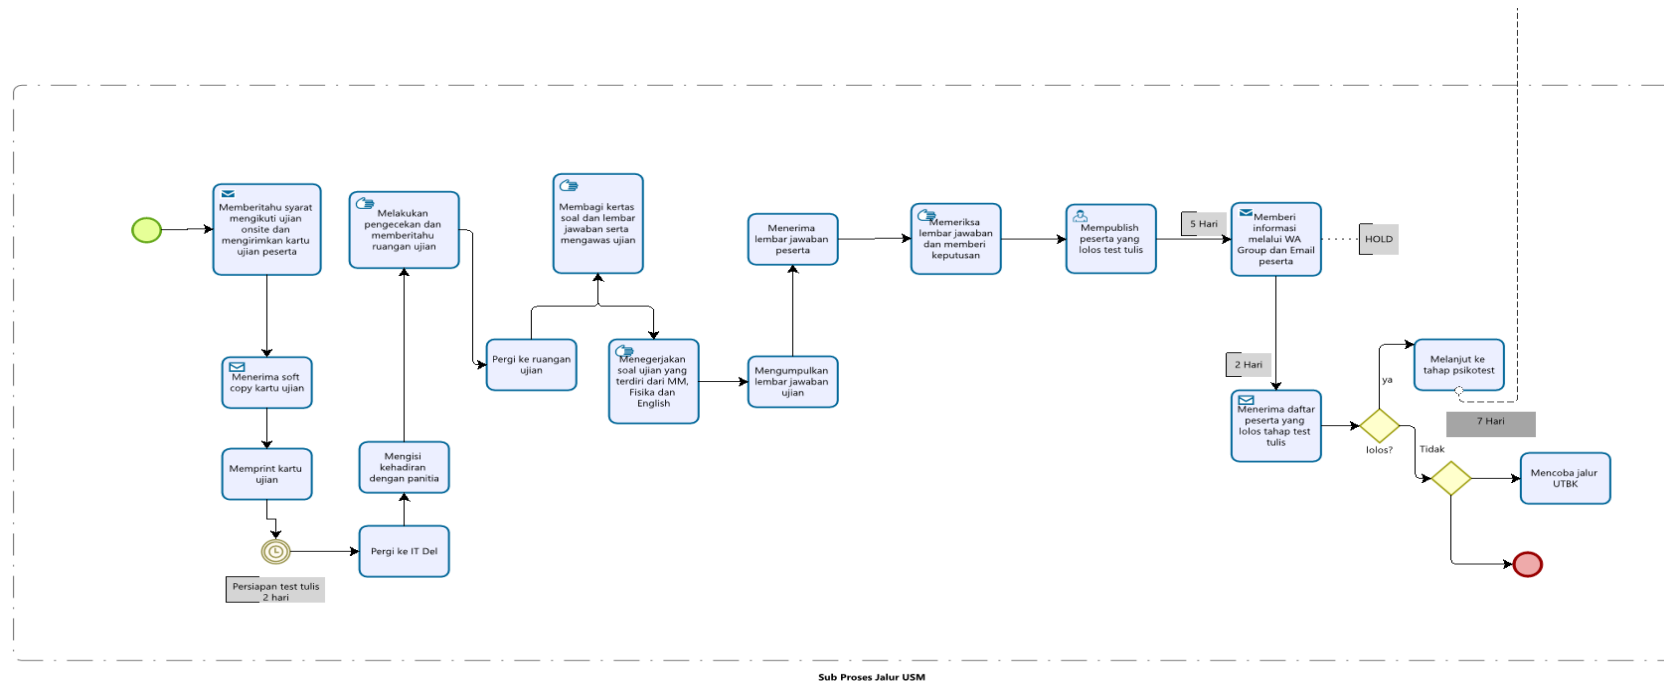 Memberitahu syarat
mengikuti ujian
onsite dan
mengirimkan kartu
ujian peserta
Menerima soft
copy kartu ujian
Memprint kartu
ujian
Persiapan test tulis
2 hari
Pergi ke IT Del
Mengisi
kehadiran
dengan panitia
Melakukan
pengecekan dan
memberitahu
ruangan ujian
Pergi ke ruangan
ujian
Membagi kertas
soal dan lembar
jawaban serta
mengawas ujian
Menegerjakan
soal ujian yang
terdiri dari MM,
Fisika dan
English
Mengumpulkan
lembar jawaban
ujian
Menerima
lembar jawaban
peserta
Memeriksa
lembar jawaban
dan memberi
keputusan
Mempublish
peserta yang
lolos test tulis
5 Hari
Memberi
informasi
melalui WA
Group dan Email
peserta
HOLD
2 Hari
Menerima daftar
peserta yang
lolos tahap test
tulis
lolos?
ya
Melanjut ke
tahap psikotest
7 Hari
Tidak
Mencoba jalur
UTBK
Sub Proses Jalur USM